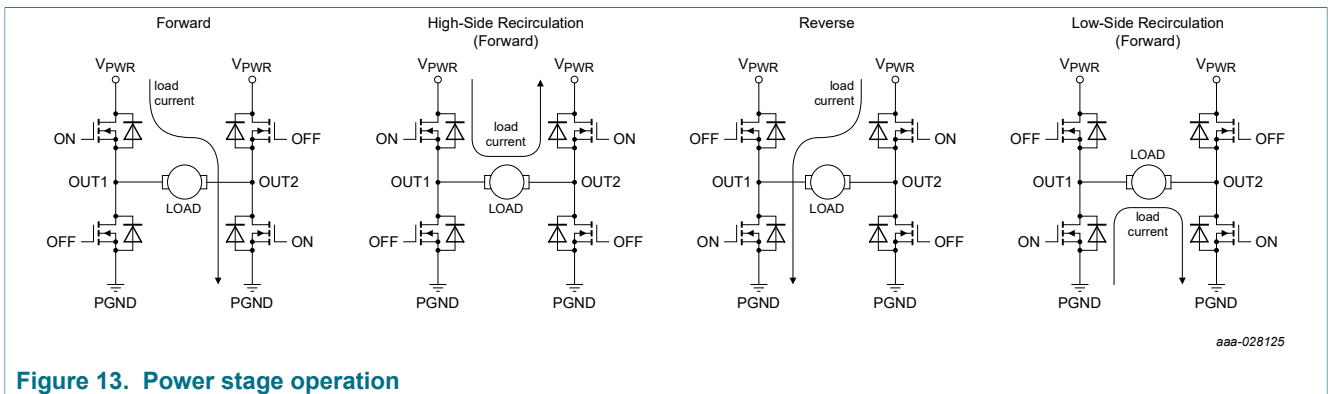 Forward
VPWR
VPWR
load
current
ON
OFF
OUT1
OUT2
LOAD
OFF
ON
PGND
PGND
High-Side Recirculation
(Forward)
VPWR
VPWR
load
current
ON
ON
OUT1
OUT2
LOAD
OFF
OFF
PGND
PGND
Reverse
VPWR
VPWR
load
current
OFF
ON
OUT1
OUT2
LOAD
ON
OFF
PGND
PGND
Low-Side Recirculation
(Forward)
VPWR
VPWR
OFF
OFF
LOAD
OUT1
OUT2
load
current
ON
ON
PGND
PGND
aaa-028125
Figure 13. Power stage operation